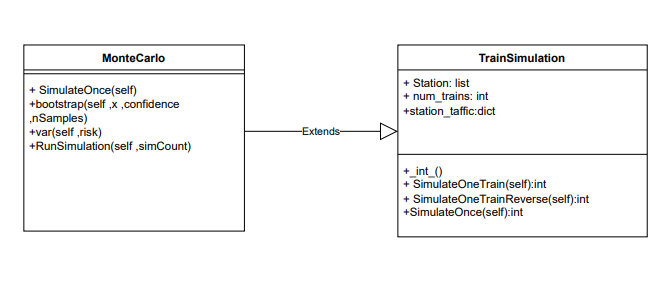 MonteCarlo
+ SimulateOnce(self)
+bootstrap(self ,x ,confidence
,nSamples)
+var(self ,risk)
+RunSimulation(self ,simCount)
Extends
TrainSimulation
+ Station: list
+ num_trains: int
+station_taffic:dict
+_int_()
+ SimulateOneTrain(self):int
+ SimulateOneTrainReverse(self):int
+SimulateOnce(self):int